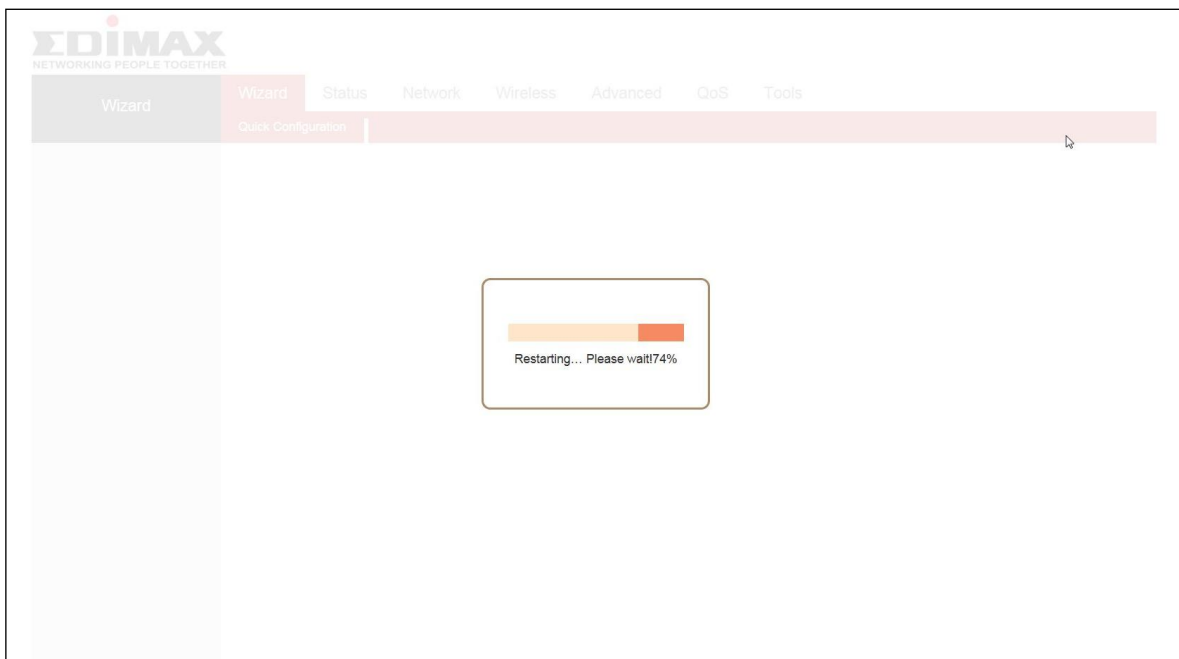 EDiMAX
NETWORKING PEOPLE TOGETHER
Wizard
Wizard Status Network Wireless Advanced QoS Tools
Quick Configuration
Restarting… Please wait!74%